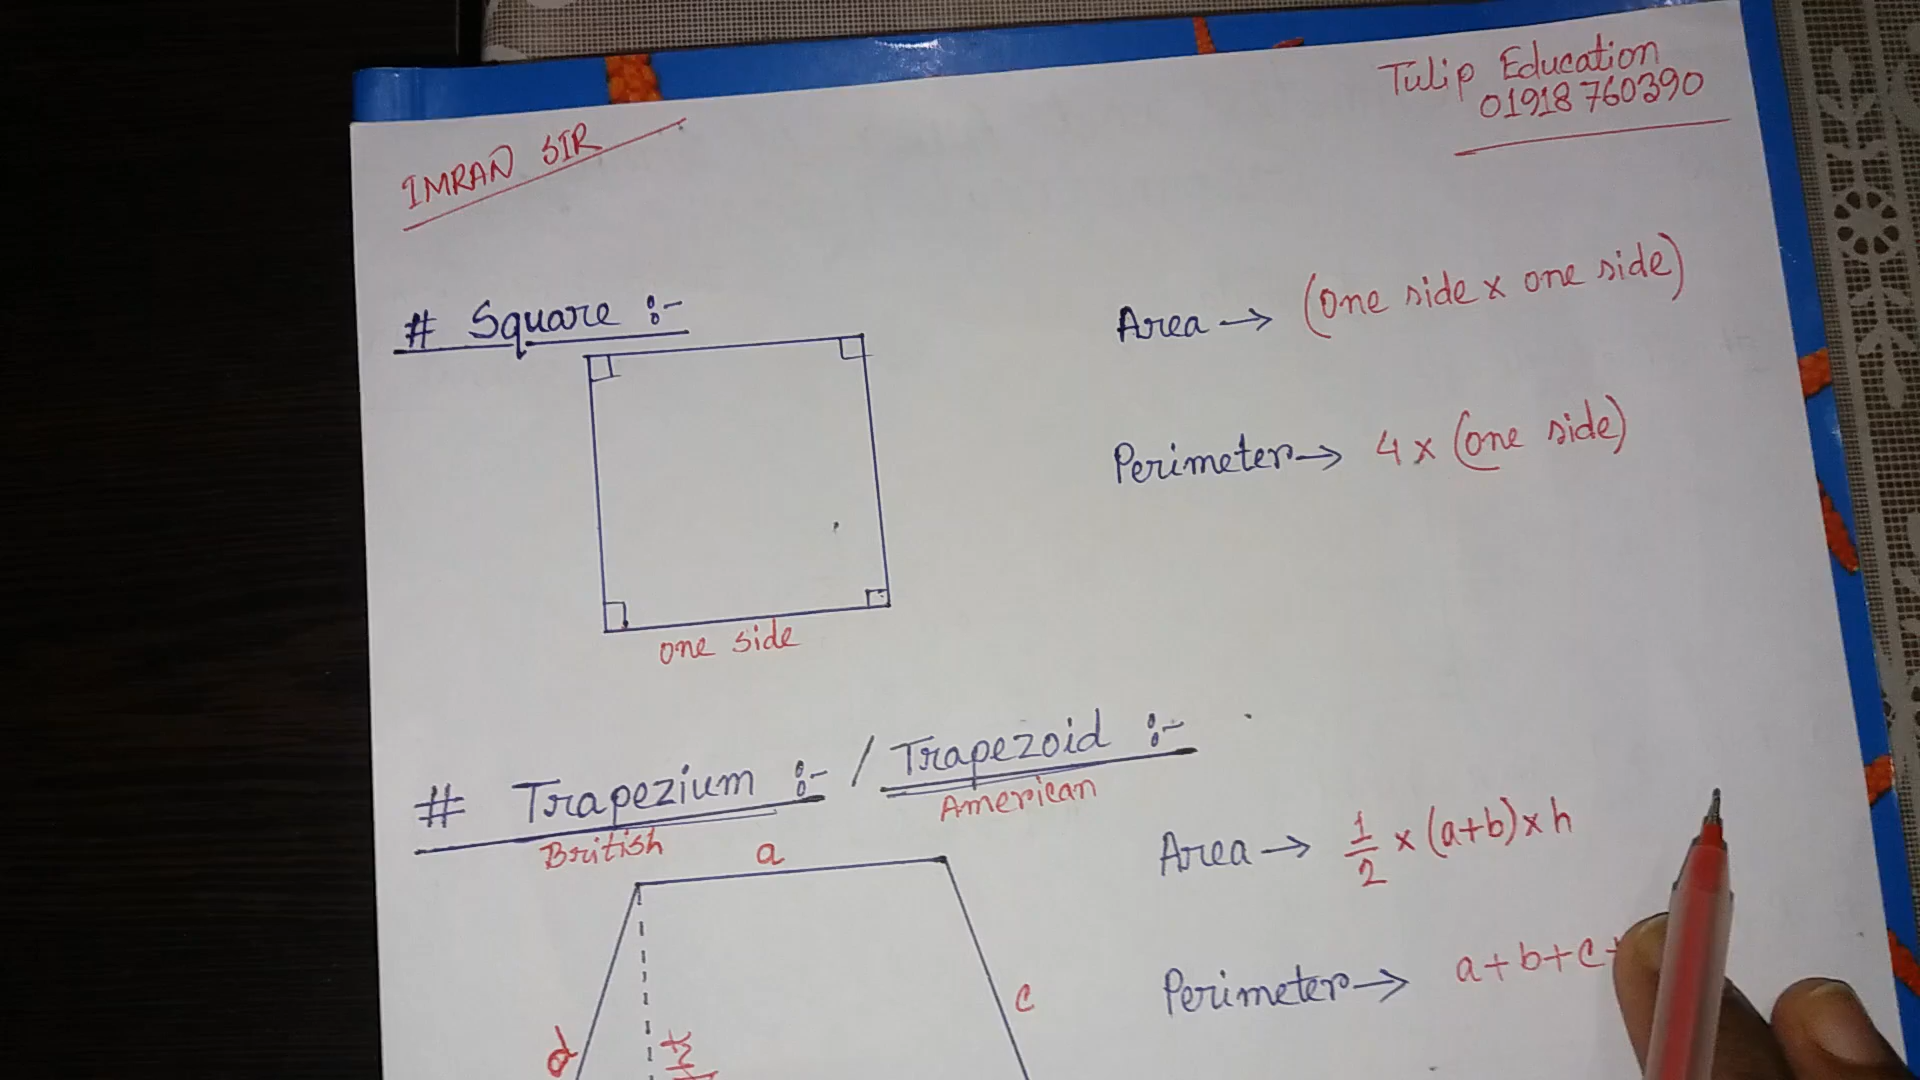 IMRAN SIR
Tulip Education
01918760390
# Square :-
Area → (one side x one side)
Perimeter → 4 x (one side)
one side
# Trapezium :- / Trapezoid :-
British
American
a
Area → 1/2 x (a+b) x h
Perimeter → a+b+c+
c
d